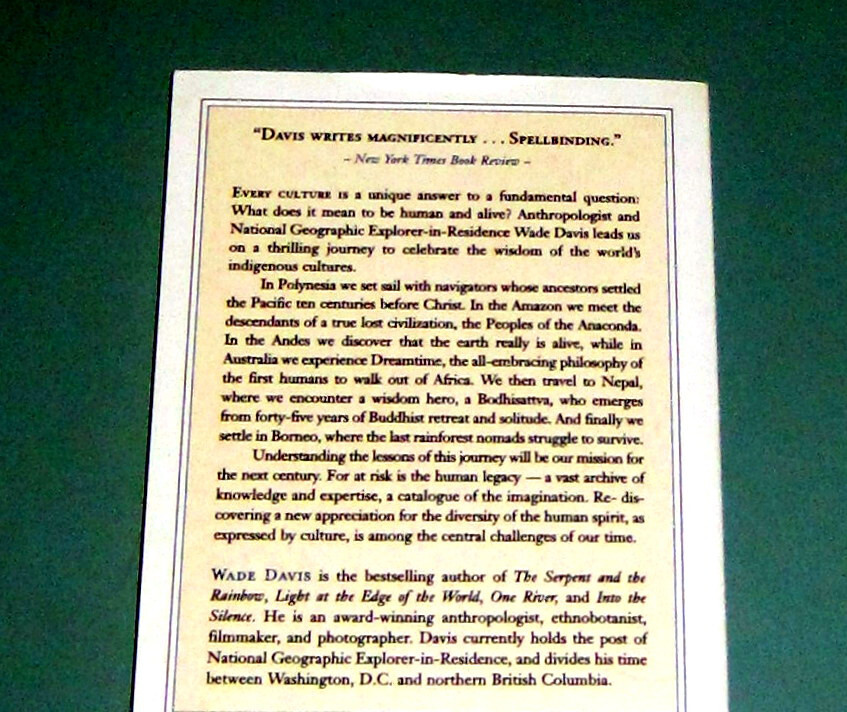 “DAVIS WRITES MAGNIFICENTLY . . . SPELLBINDING.”
– New York Times Book Review –
EVERY CULTURE IS a unique answer to a fundamental question:
What does it mean to be human and alive? Anthropologist and
National Geographic Explorer-in-Residence Wade Davis leads us
on a thrilling journey to celebrate the wisdom of the world’s
indigenous cultures.
In Polynesia we set sail with navigators whose ancestors settled
the Pacific ten centuries before Christ. In the Amazon we meet the
descendants of a true lost civilization, the Peoples of the Anaconda.
In the Andes we discover that the earth really is alive, while in
Australia we experience Dreamtime, the all-embracing philosophy of
the first humans to walk out of Africa. We then travel to Nepal,
where we encounter a wisdom hero, a Bodhisattva, who emerges
from forty-five years of Buddhist retreat and solitude. And finally we
settle in Borneo, where the last rainforest nomads struggle to survive.
Understanding the lessons of this journey will be our mission for
the next century. For at risk is the human legacy — a vast archive of
knowledge and expertise, a catalogue of the imagination. Re- dis-
covering a new appreciation for the diversity of the human spirit, as
expressed by culture, is among the central challenges of our time.
WADE DAVIS is the bestselling author of The Serpent and the
Rainbow, Light at the Edge of the World, One River, and Into the
Silence. He is an award-winning anthropologist, ethnobotanist,
filmmaker, and photographer. Davis currently holds the post of
National Geographic Explorer-in-Residence, and divides his time
between Washington, D.C. and northern British Columbia.